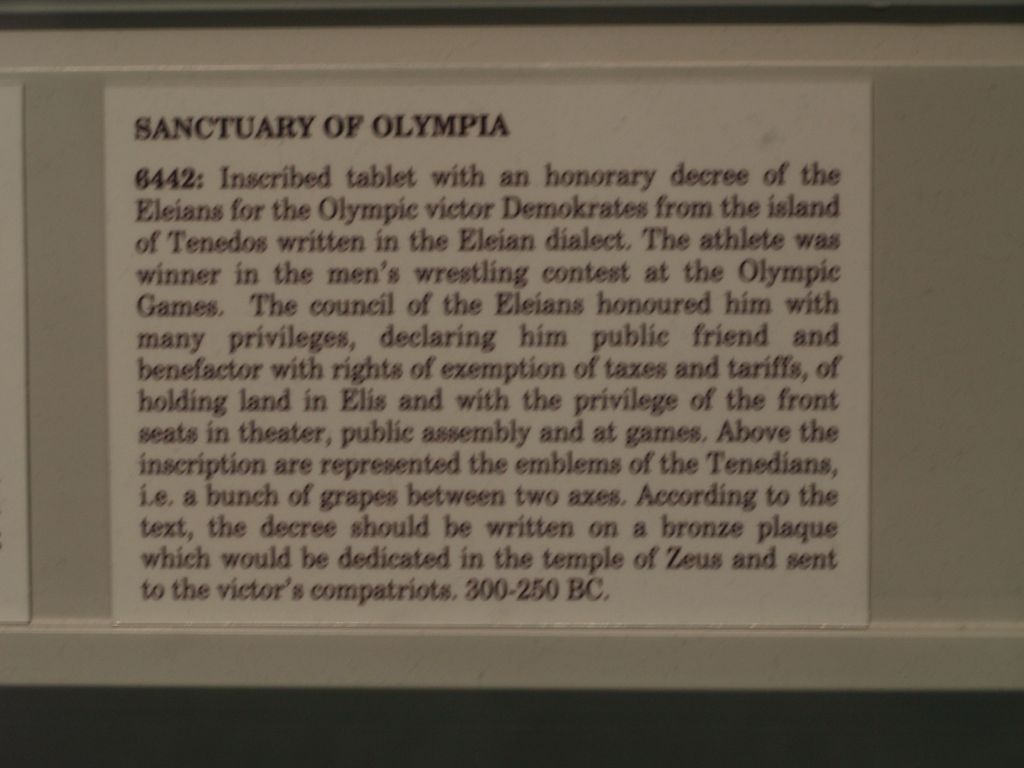 SANCTUARY OF OLYMPIA
6442: Inscribed tablet with an honorary decree of the
Eleians for the Olympic victor Demokrates from the island
of Tenedos written in the Eleian dialect. The athlete was
winner in the men's wrestling contest at the Olympic
Games. The council of the Eleians honoured him with
many privileges, declaring him public friend and
benefactor with rights of exemption of taxes and tariffs, of
holding land in Elis and with the privilege of the front
seats in theater, public assembly and at games. Above the
inscription are represented the emblems of the Tenedians,
i.e. a bunch of grapes between two axes. According to the
text, the decree should be written on a bronze plaque
which would be dedicated in the temple of Zeus and sent
to the victor's compatriots. 300-250 BC.